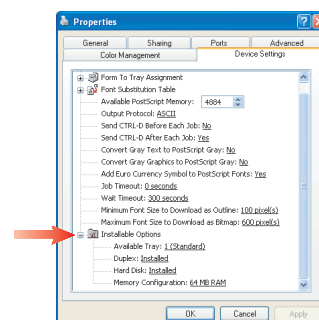 Properties
General Sharing Ports Advanced
Color Management Device Settings
Form To Tray Assignment
Font Substitution Table
Available PostScript Memory: 4884
Output Protocol: ASCII
Send CTRL-D Before Each Job: No
Send CTRL-D After Each Job: Yes
Convert Gray Text to PostScript Gray: No
Convert Gray Graphics to PostScript Gray: No
Add Euro Currency Symbol to PostScript Fonts: Yes
Job Timeout: 0 seconds
Wait Timeout: 300 seconds
Minimum Font Size to Download as Outline: 100 pixel(s)
Maximum Font Size to Download as Bitmap: 600 pixel(s)
Installable Options
Available Tray: 1 (Standard)
Duplex: Installed
Hard Disk: Installed
Memory Configuration: 64 MB RAM
OK Cancel Apply